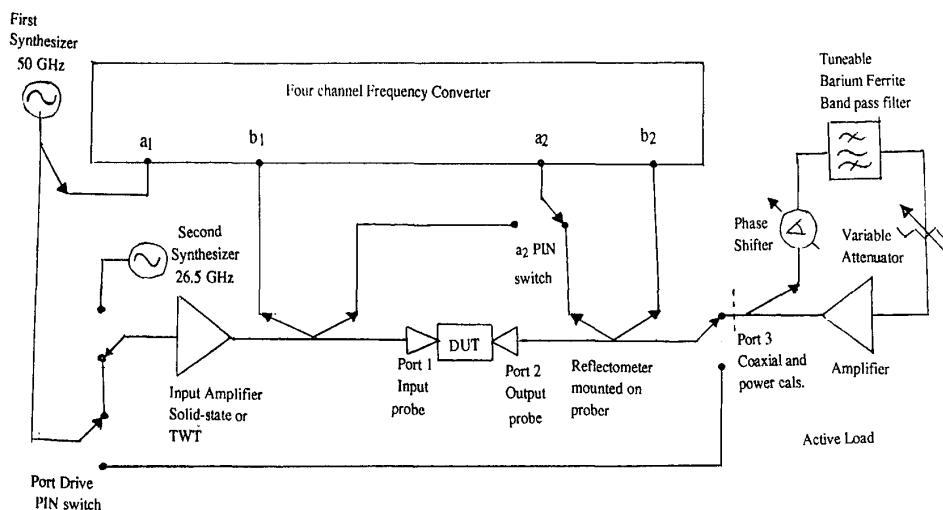 First
Synthesizer
50 GHz
Four channel Frequency Converter
a1
b1
a2
b2
Tuneable
Barium Ferrite
Band pass filter
Second
Synthesizer
26.5 GHz
a2 PIN
switch
Phase
Shifter
Variable
Attenuator
Input Amplifier
Solid-state or
TWT
Port 1
Input
probe
DUT
Port 2
Output
probe
Reflectometer
mounted on
prober
Port 3
Coaxial and
power cals.
Amplifier
Active Load
Port Drive
PIN switch